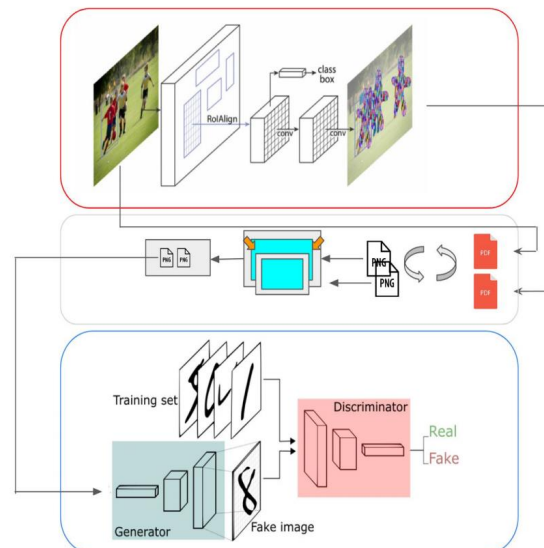 class
box
RoIAlign
conv
conv
PNG
PNG
PNG
PNG
PDF
PDF
Training set
Discriminator
Real
Fake
Generator
Fake image
8